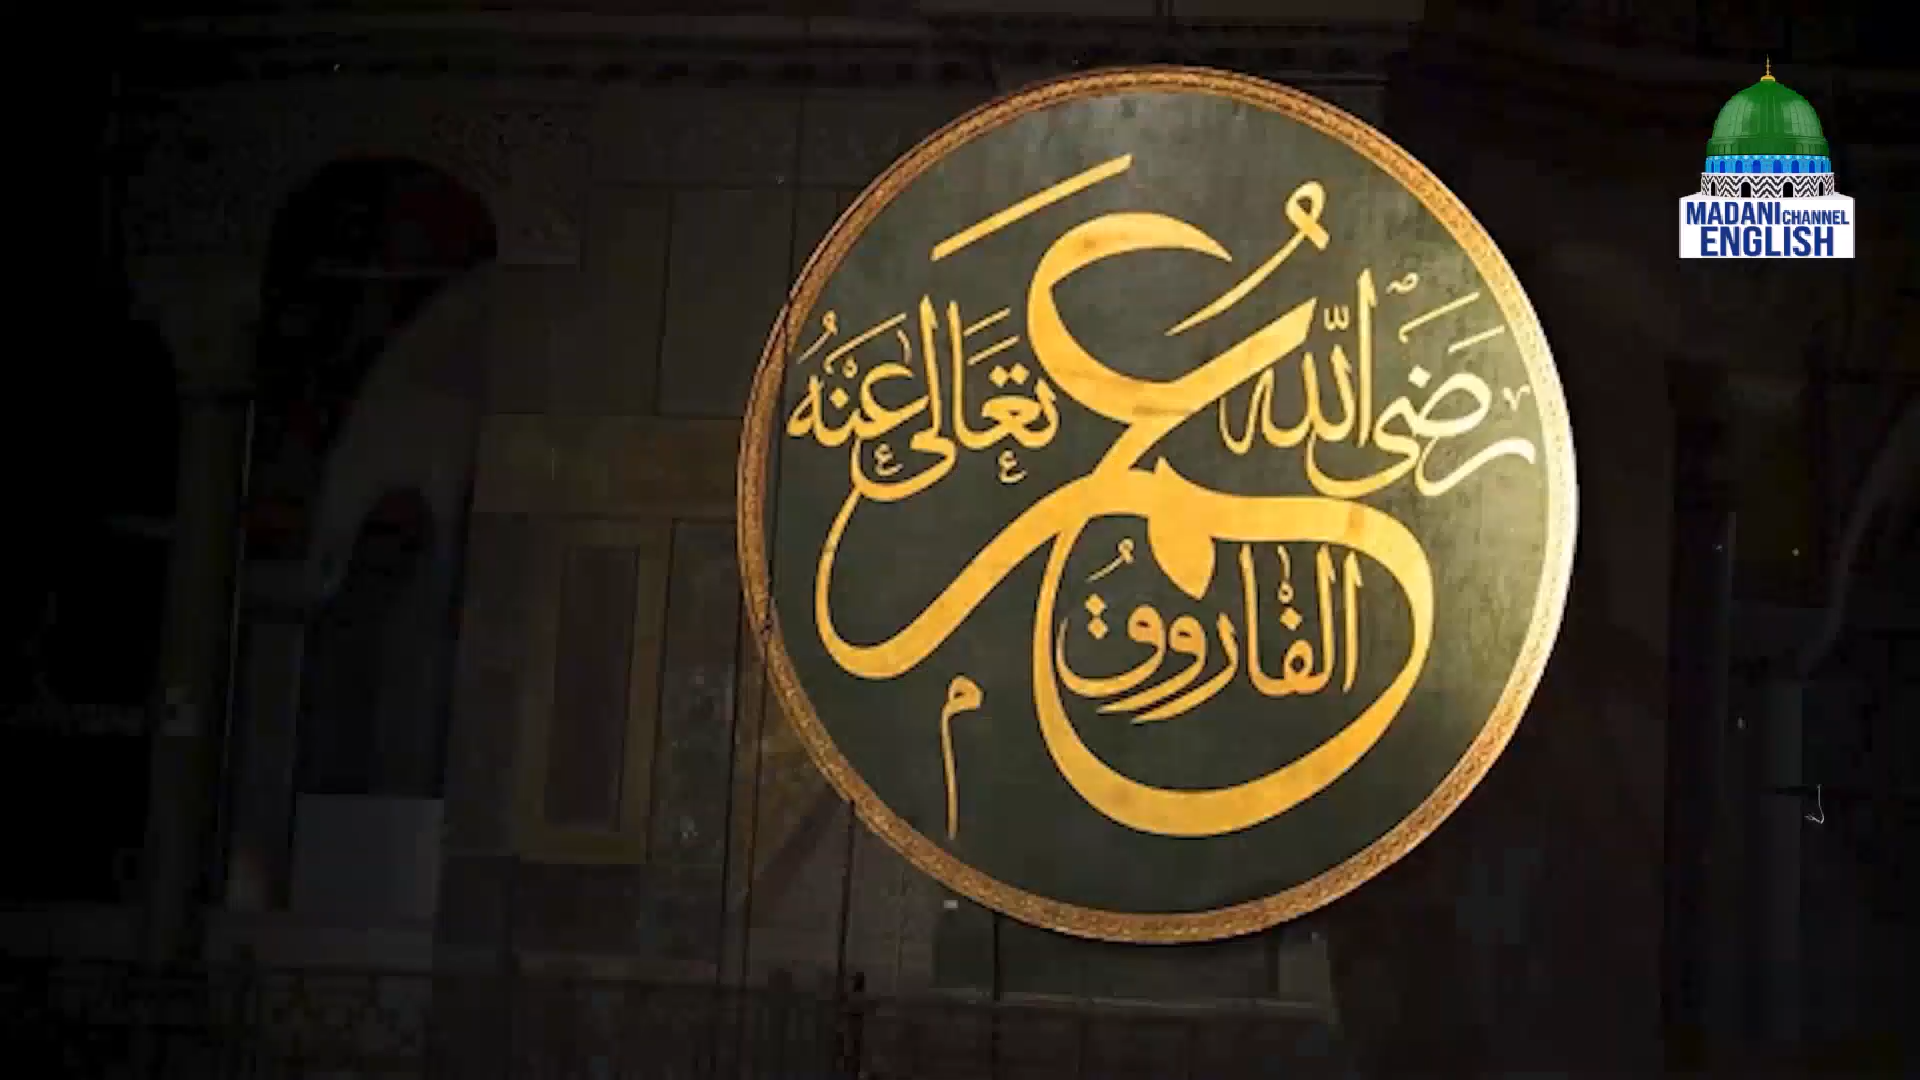 عُمَر
رَضِيَ اللّٰه تَعَالٰى عَنْهُ
الفَارُوقُ
MADANI CHANNEL
ENGLISH